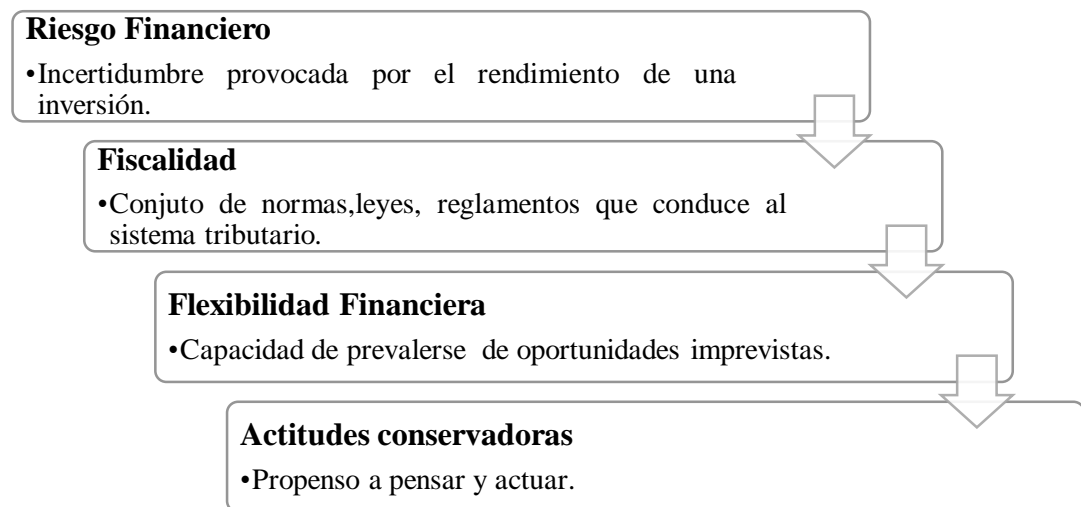 Riesgo Financiero
•Incertidumbre provocada por el rendimiento de una
inversión.
Fiscalidad
•Conjuto de normas,leyes, reglamentos que conduce al
sistema tributario.
Flexibilidad Financiera
•Capacidad de prevalerse de oportunidades imprevistas.
Actitudes conservadoras
•Propenso a pensar y actuar.